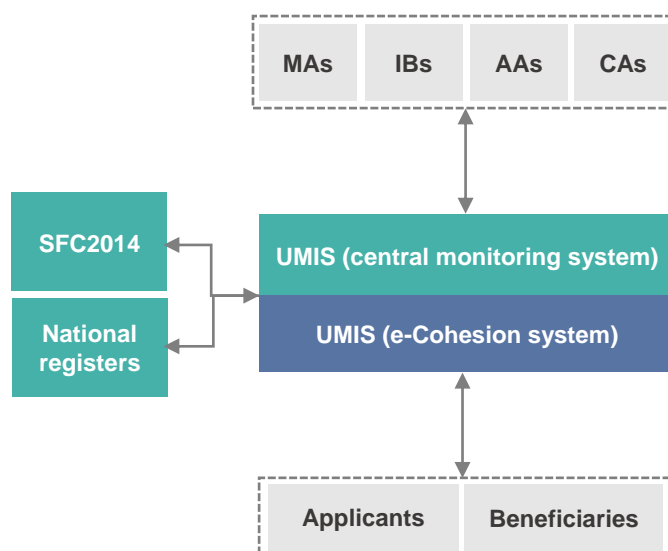 MAs IBs AAs CAs
SFC2014
UMIS (central monitoring system)
National
registers
UMIS (e-Cohesion system)
Applicants Beneficiaries